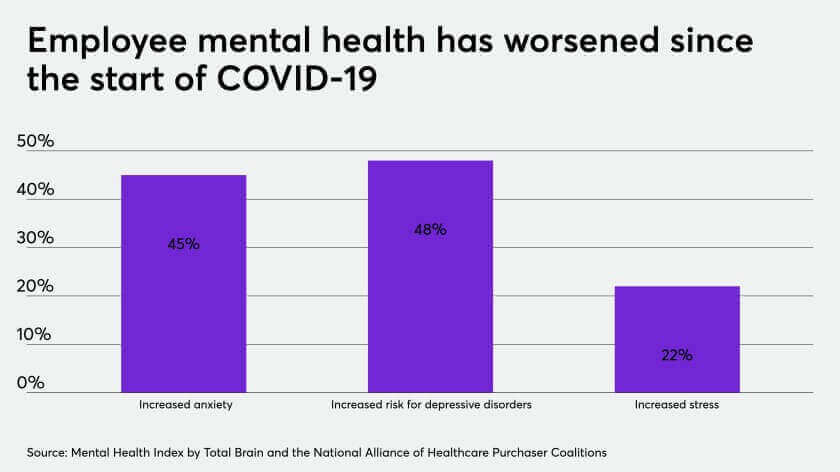 Employee mental health has worsened since
the start of COVID-19
50%
40%
30%
20%
10%
0%
45%
48%
22%
Increased anxiety
Increased risk for depressive disorders
Increased stress
Source: Mental Health Index by Total Brain and the National Alliance of Healthcare Purchaser Coalitions